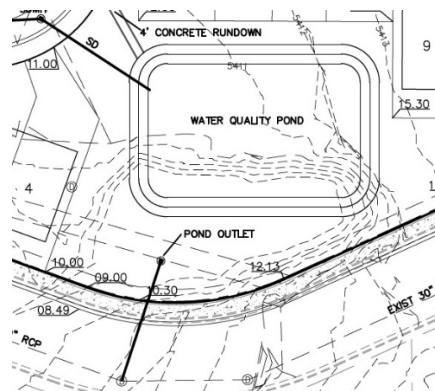 4' CONCRETE RUNDOWN
SD
11.00
5411
5413
9
15.30
WATER QUALITY POND
4
POND OUTLET
10.00
09.00
10.30
12.13
08.49
RCP
EXIST 30"